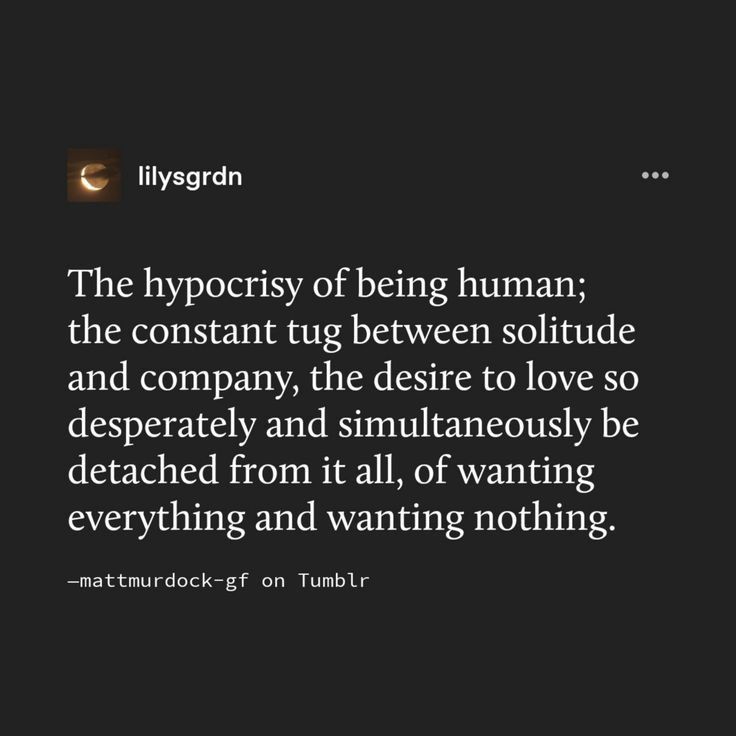 lilysgrdn
The hypocrisy of being human;
the constant tug between solitude
and company, the desire to love so
desperately and simultaneously be
detached from it all, of wanting
everything and wanting nothing.
—mattmurdock-gf on Tumblr